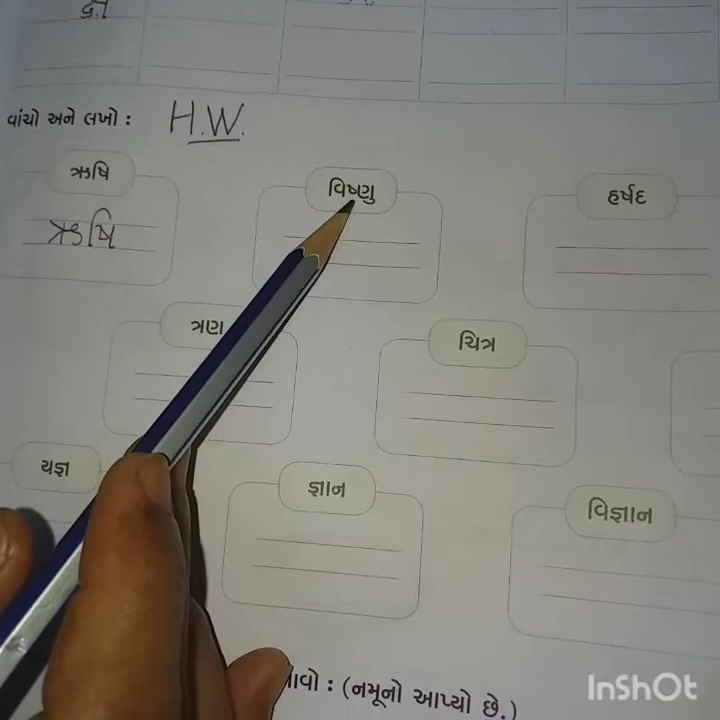 વાંચો અને લખો : H.W.
ઋષિ
વિષ્ણુ
હર્ષદ
ઋષિ
ત્રણ
ચિત્ર
યજ્ઞ
જ્ઞાન
વિજ્ઞાન
(નમૂનો આપ્યો છે.)
InShOt